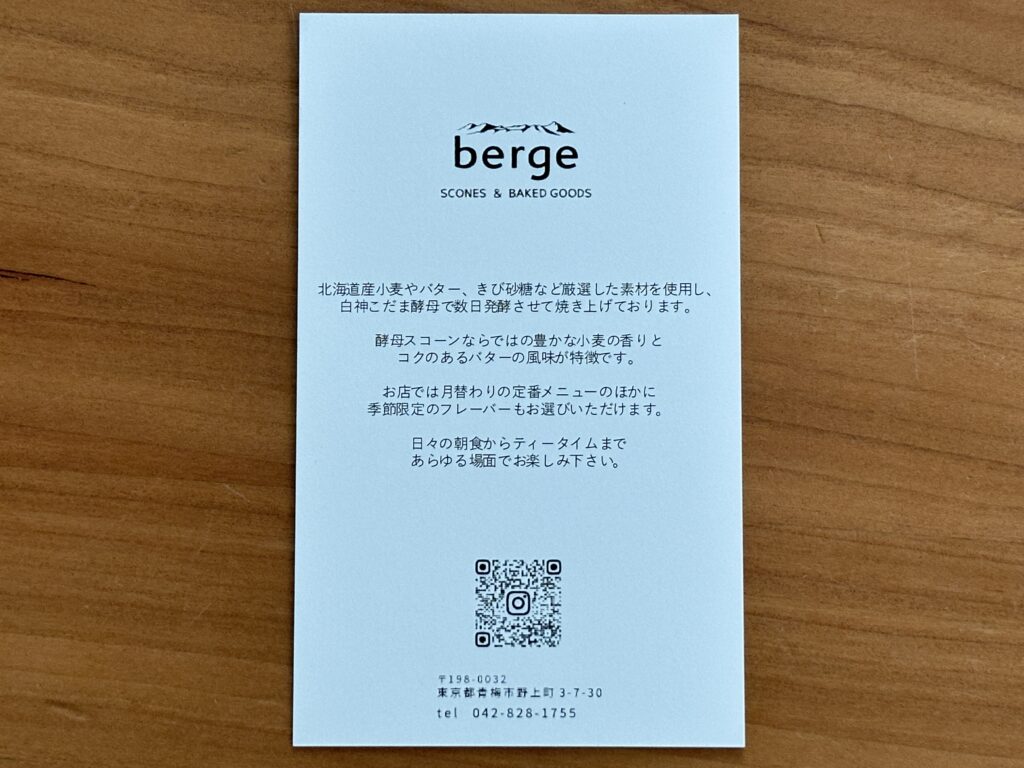 berge
SCONES & BAKED GOODS
北海道産小麦やバター、きび砂糖など厳選した素材を使用し、
白神こだま酵母で数日発酵させて焼き上げております。
酵母スコーンならではの豊かな小麦の香りと
コクのあるバターの風味が特徴です。
お店では月替わりの定番メニューのほかに
季節限定のフレーバーもお選びいただけます。
日々の朝食からティータイムまで
あらゆる場面でお楽しみ下さい。
〒198-0032
東京都青梅市野上町 3-7-30
tel 042-828-1755